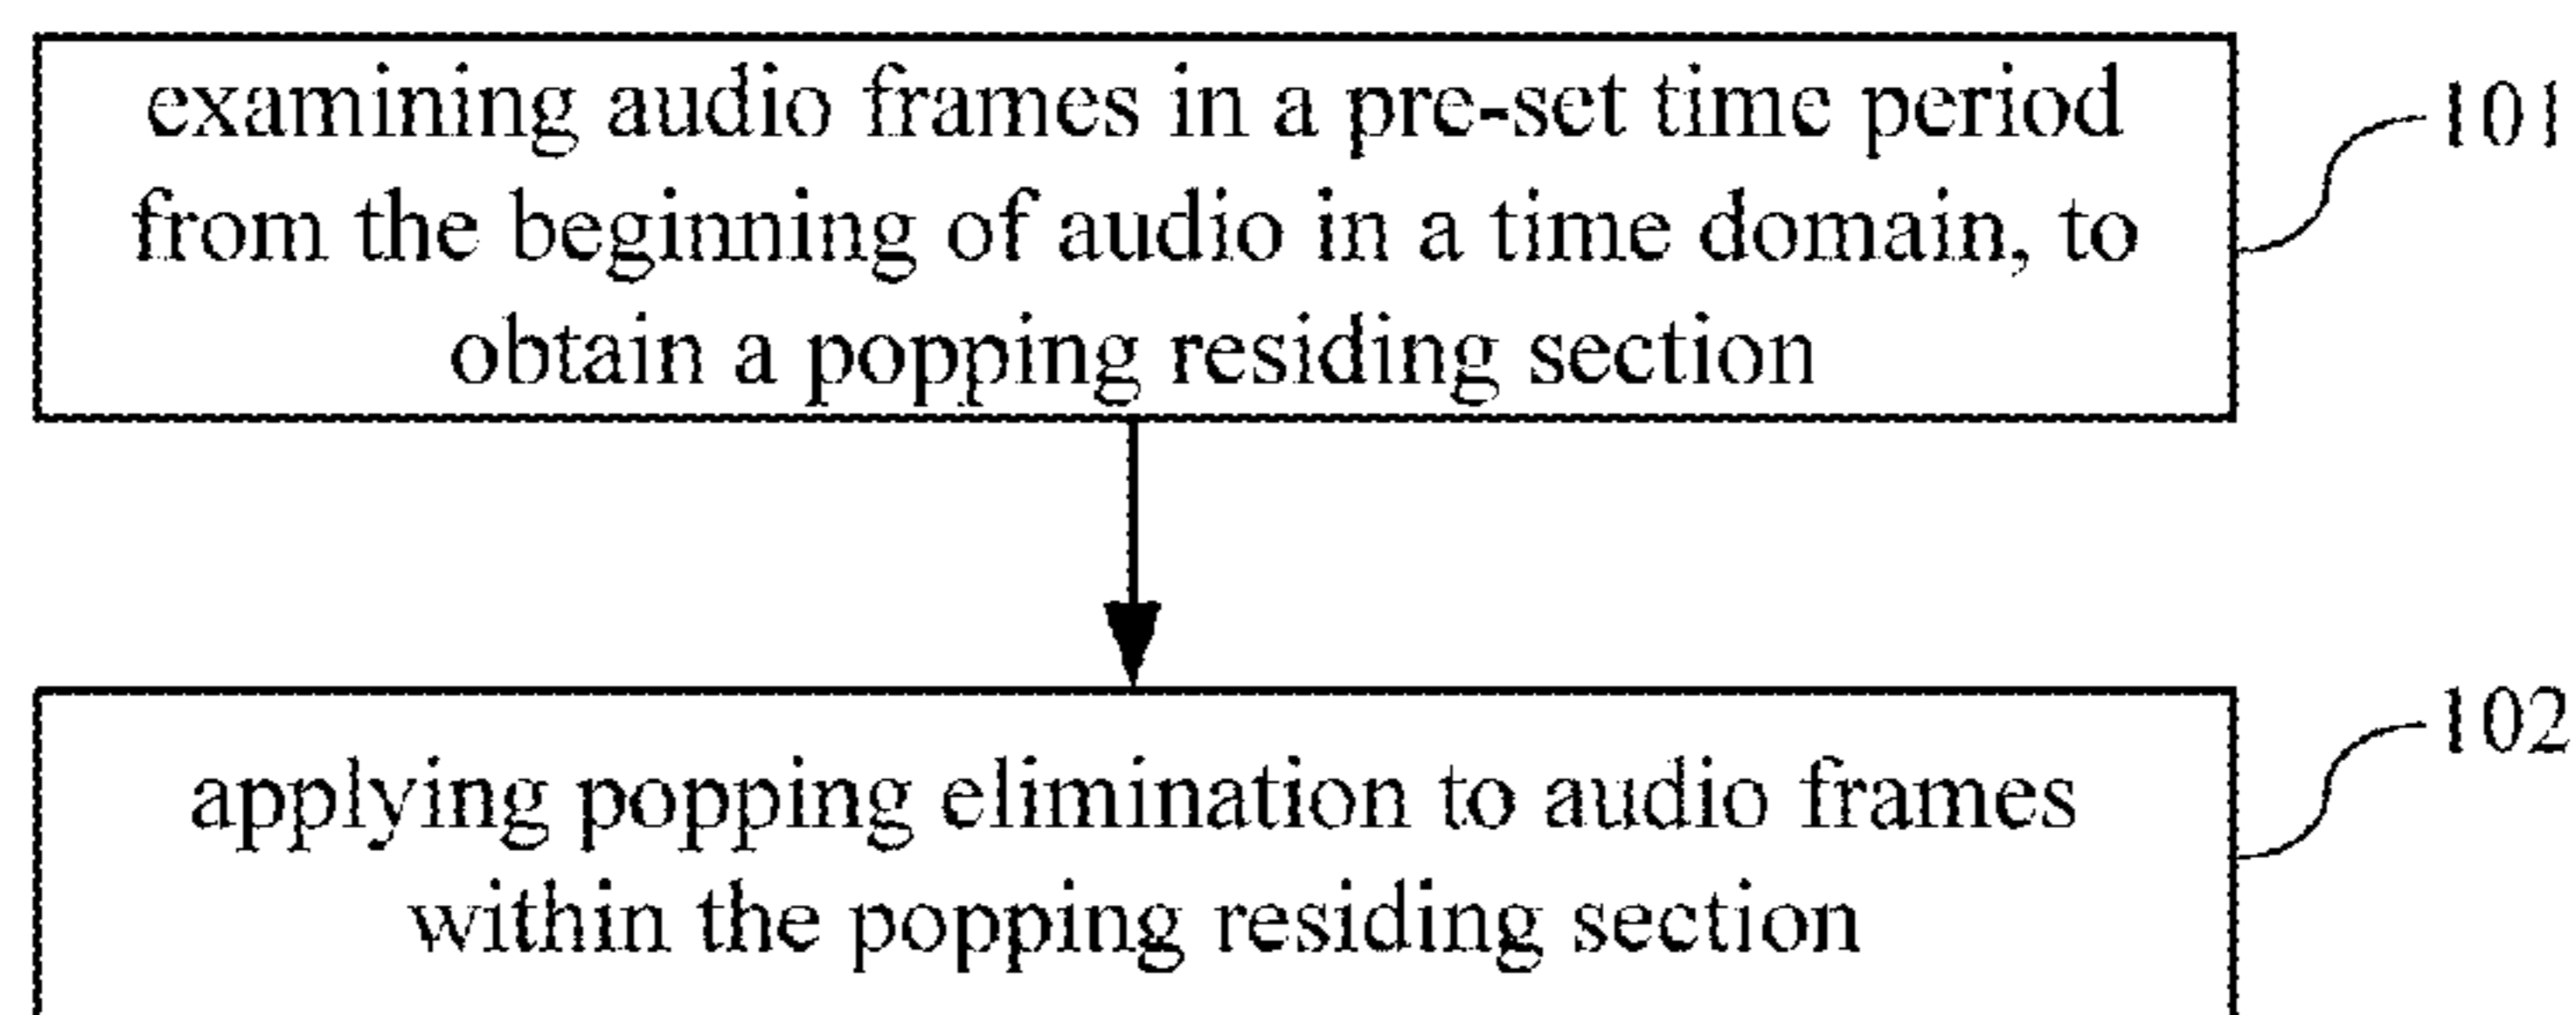 examining audio frames in a pre-set time period
101
from the beginning of audio in a time domain, to
obtain a popping residing section
102
applying popping elimination to audio frames
within the popping residing section